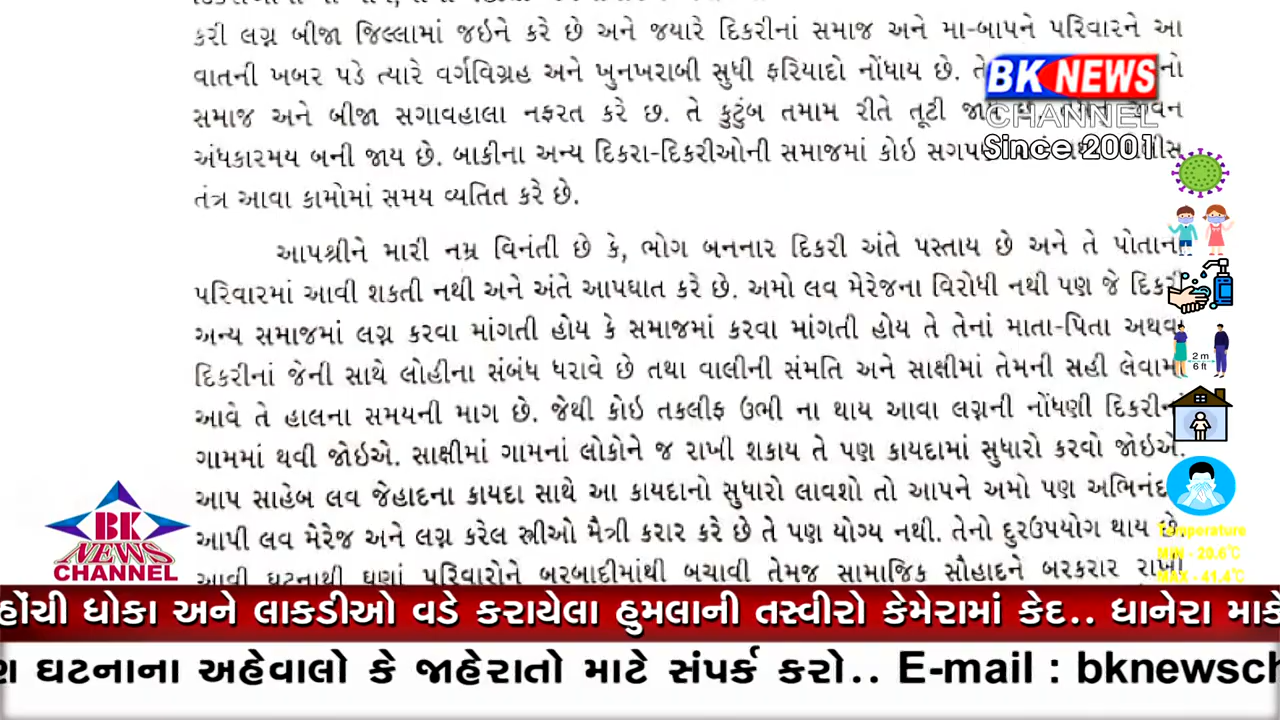 કરી લગ્ન બીજા જિલ્લામાં જઇને કરે છે અને જયારે દિકરીનાં સમાજ અને મા-બાપને પરિવારને આ
વાતની ખબર પડે ત્યારે વર્ગવિગ્રહ અને ખુનખરાબી સુધી ફરિયાદો નોંધાય છે.
સમાજ અને બીજા સગાવહાલા નફરત કરે છે. તે કુટુંબ તમામ રીતે તૂટી જાય છે.
અંધકારમય બની જાય છે. બાકીના અન્ય દિકરા-દિકરીઓની સમાજમાં કોઇ
તંત્ર આવા કામોમાં સમય વ્યતિત કરે છે.
આપશ્રીને મારી નમ્ર વિનંતી છે કે, ભોગ બનનાર દિકરી અંતે પસ્તાય છે અને તે પોતાના
પરિવારમાં આવી શકતી નથી અને અંતે આપઘાત કરે છે. અમો લવ મેરેજના વિરોધી નથી પણ જે દિકરી
અન્ય સમાજમાં લગ્ન કરવા માંગતી હોય કે સમાજમાં કરવા માંગતી હોય તે તેનાં માતા-પિતા અથવા
દિકરીનાં જેની સાથે લોહીના સંબંધ ધરાવે છે તથા વાલીની સંમતિ અને સાક્ષીમાં તેમની સહી લેવામાં
આવે તે હાલના સમયની માગ છે. જેથી કોઇ તકલીફ ઉભી ના થાય આવા લગ્નની નોંધણી દિકરીનાં
ગામમાં થવી જોઇએ. સાક્ષીમાં ગામનાં લોકોને જ રાખી શકાય તે પણ કાયદામાં સુધારો કરવો જોઇએ.
આપ સાહેબ લવ જેહાદના કાયદા સાથે આ કાયદાનો સુધારો લાવશો તો આપને અમો પણ
આપી લવ મેરેજ અને લગ્ન કરેલ સ્ત્રીઓ મૈત્રી કરાર કરે છે તે પણ યોગ્ય નથી. તેનો દુરઉપયોગ થાય છે.
આવી ઘટનાથી ઘણાં પરિવારોને બરબાદીમાંથી બચાવી તેમજ સામાજિક સૌહાદને બરકરાર રાખી
BK NEWS
CHANNEL
Since 2001
2 m
6 ft
Temperature
MIN - 20.6℃
MAX - 41.4℃
BK
NEWS
CHANNEL
હોંચી ધોકા અને લાકડીઓ વડે કરાયેલા હુમલાની તસ્વીરો કેમેરામાં કેદ.. ધાનેરા
ઘટનાના અહેવાલો કે જાહેરાતો માટે સંપર્ક કરો.. E-mail : bknewsch